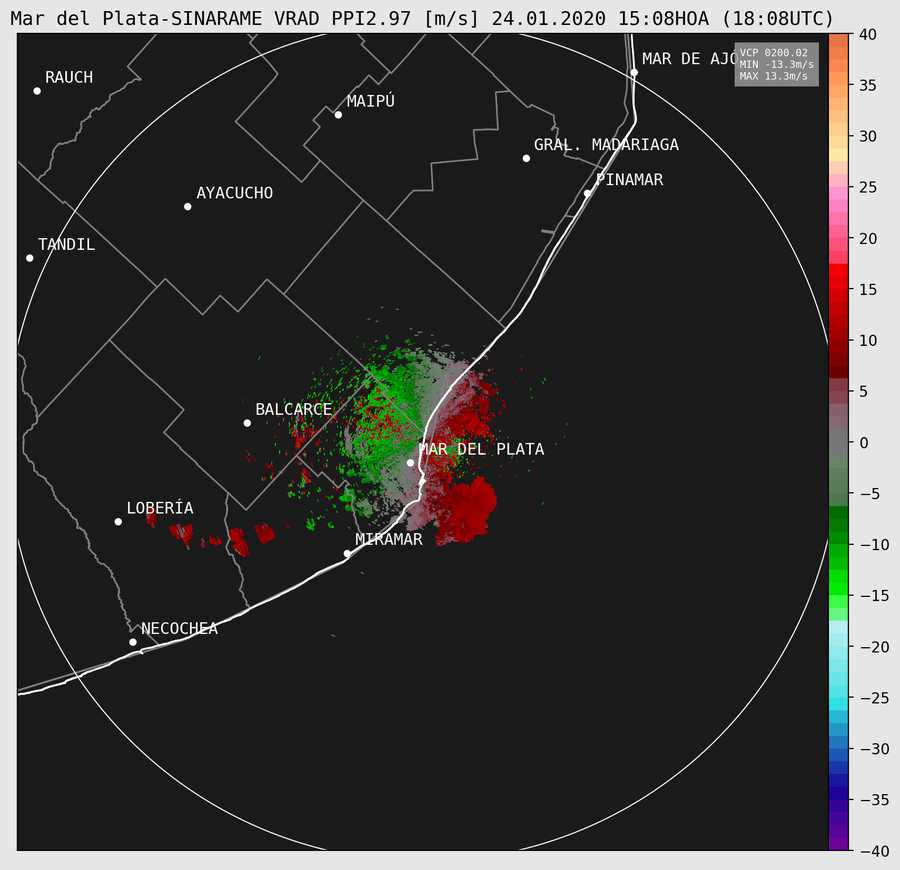 Mar del Plata-SINARAME VRAD PPI2.97 [m/s] 24.01.2020 15:08HOA (18:08UTC)
VCP 0200.02
MIN -13.3m/s
MAX 13.3m/s
MAR DE AJÓ
RAUCH
MAIPÚ
GRAL. MADARIAGA
PINAMAR
AYACUCHO
TANDIL
BALCARCE
MAR DEL PLATA
LOBERÍA
MIRAMAR
NECOCHEA
40
35
30
25
20
15
10
5
0
−5
−10
−15
−20
−25
−30
−35
−40